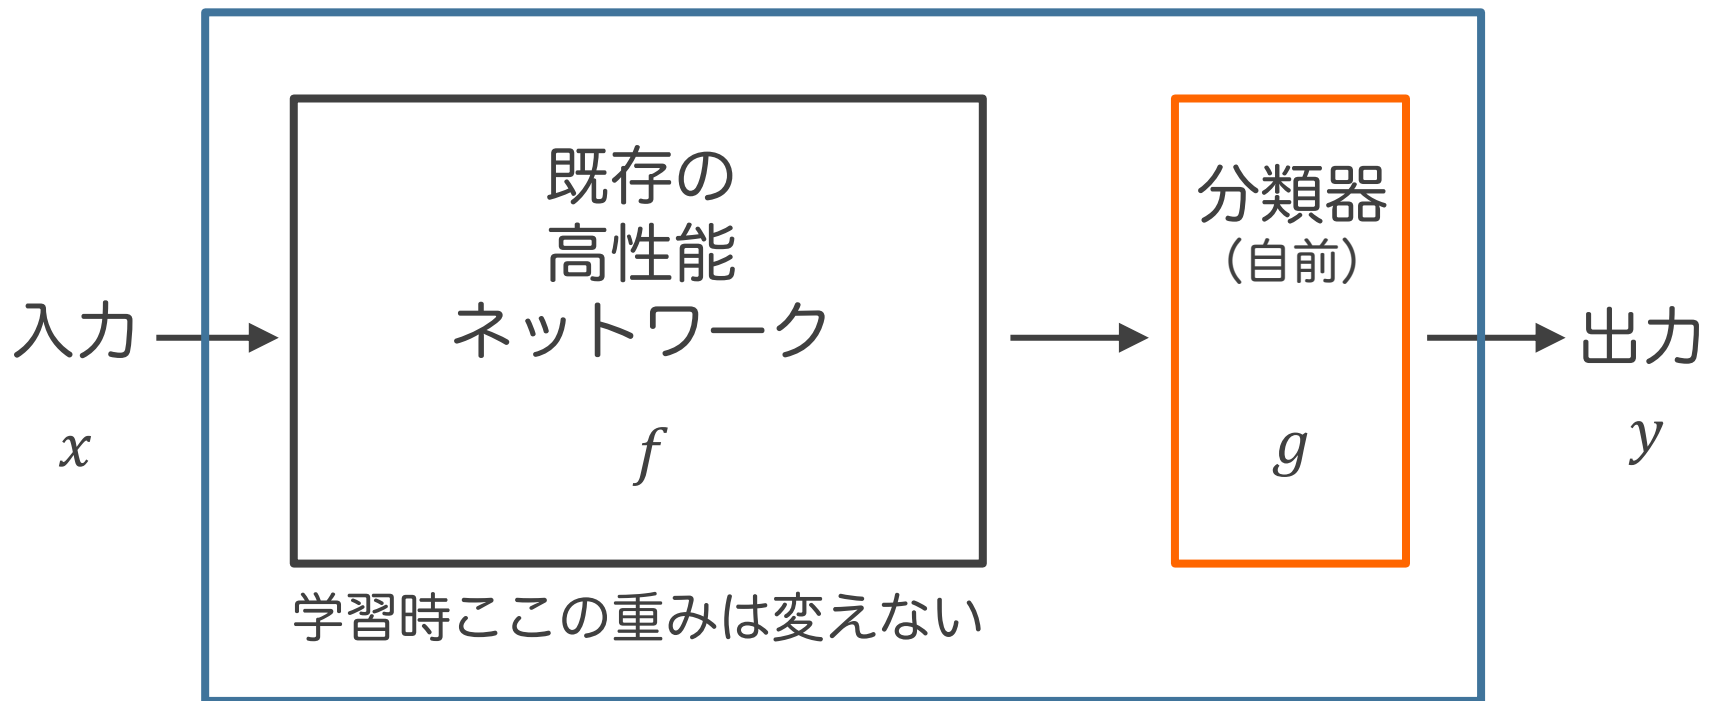 既存の
高性能
ネットワーク
f
分類器
（自前）
g
入力
x
出力
y
学習時ここの重みは変えない